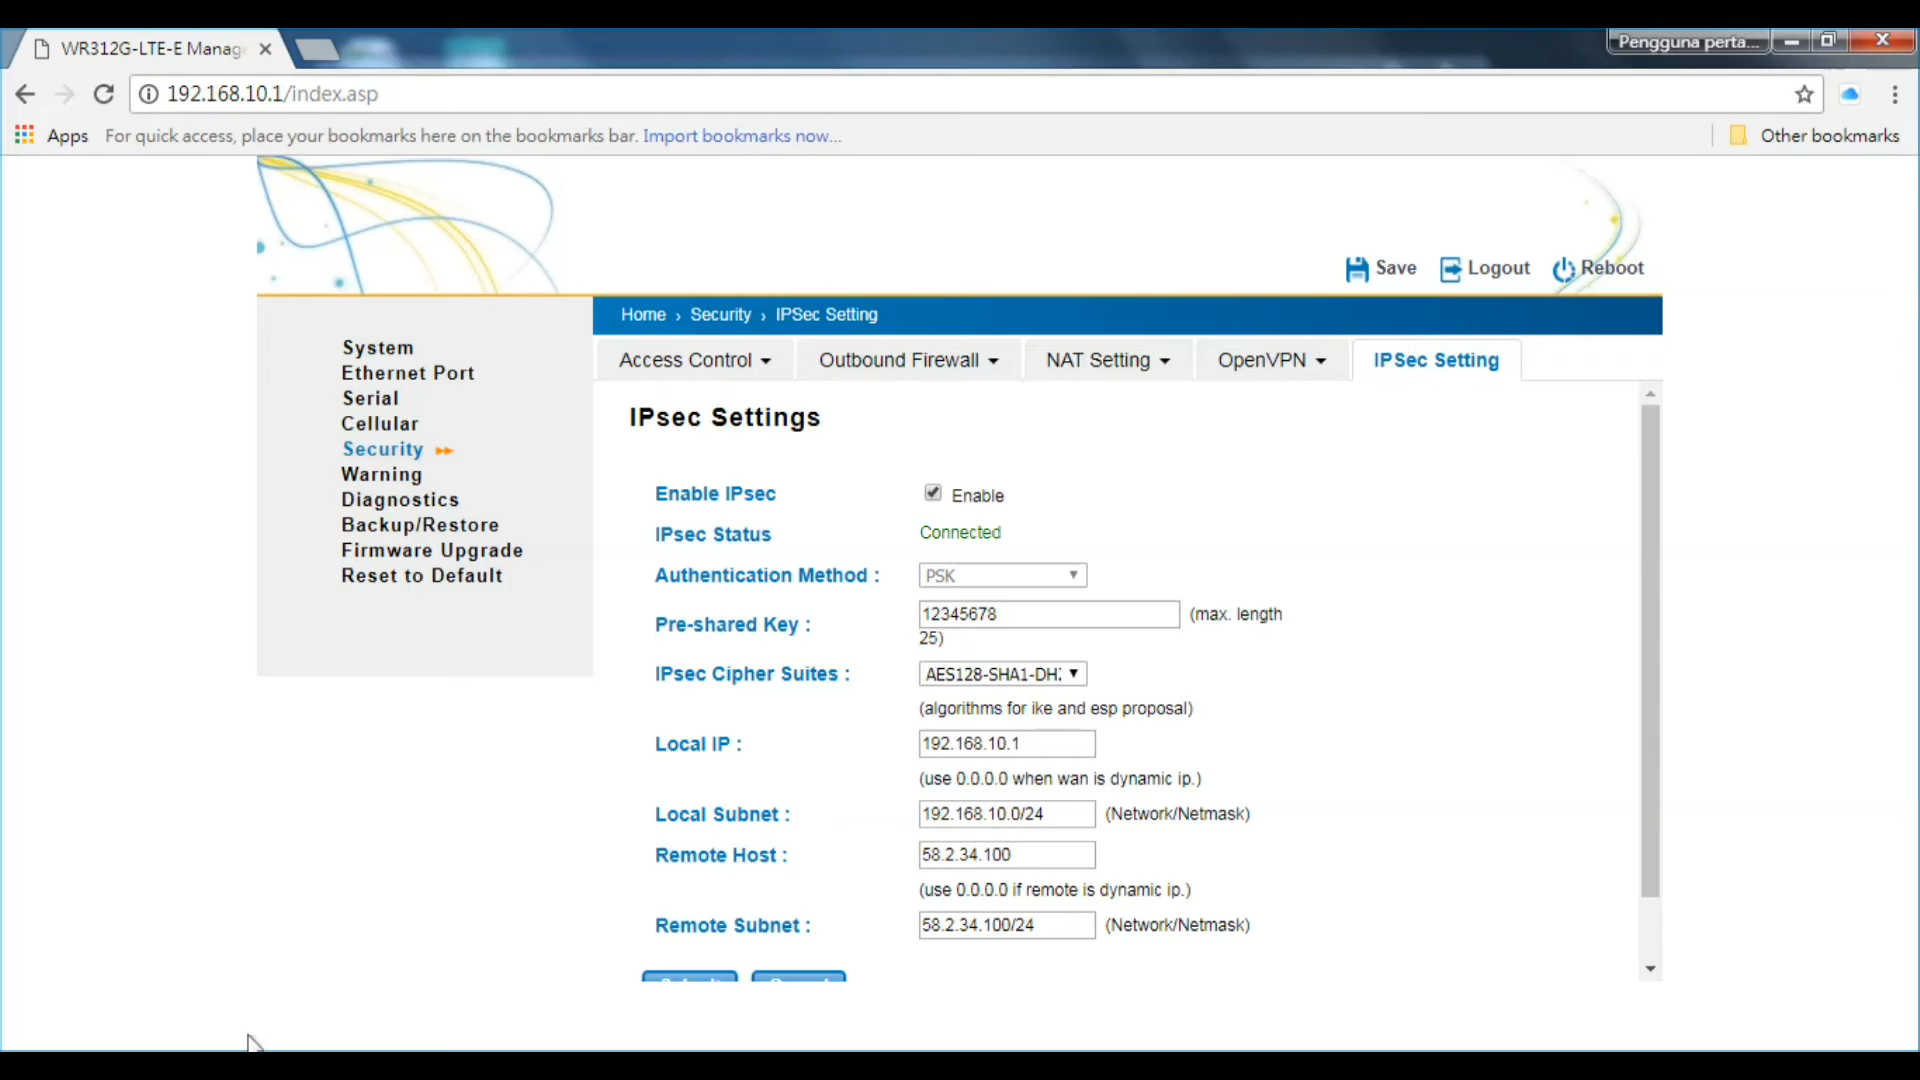 WR312G-LTE-E Manag
Pengguna perta...
192.168.10.1/index.asp
Apps For quick access, place your bookmarks here on the bookmarks bar. Import bookmarks now... Other bookmarks
Save Logout Reboot
Home › Security › IPSec Setting
System
Ethernet Port
Serial
Cellular
Security
Warning
Diagnostics
Backup/Restore
Firmware Upgrade
Reset to Default
Access Control Outbound Firewall NAT Setting OpenVPN IPSec Setting
IPsec Settings
Enable IPsec Enable
IPsec Status Connected
Authentication Method : PSK
Pre-shared Key : 12345678 (max. length
25)
IPsec Cipher Suites : AES128-SHA1-DH
(algorithms for ike and esp proposal)
Local IP : 192.168.10.1
(use 0.0.0.0 when wan is dynamic ip.)
Local Subnet : 192.168.10.0/24 (Network/Netmask)
Remote Host : 58.2.34.100
(use 0.0.0.0 if remote is dynamic ip.)
Remote Subnet : 58.2.34.100/24 (Network/Netmask)